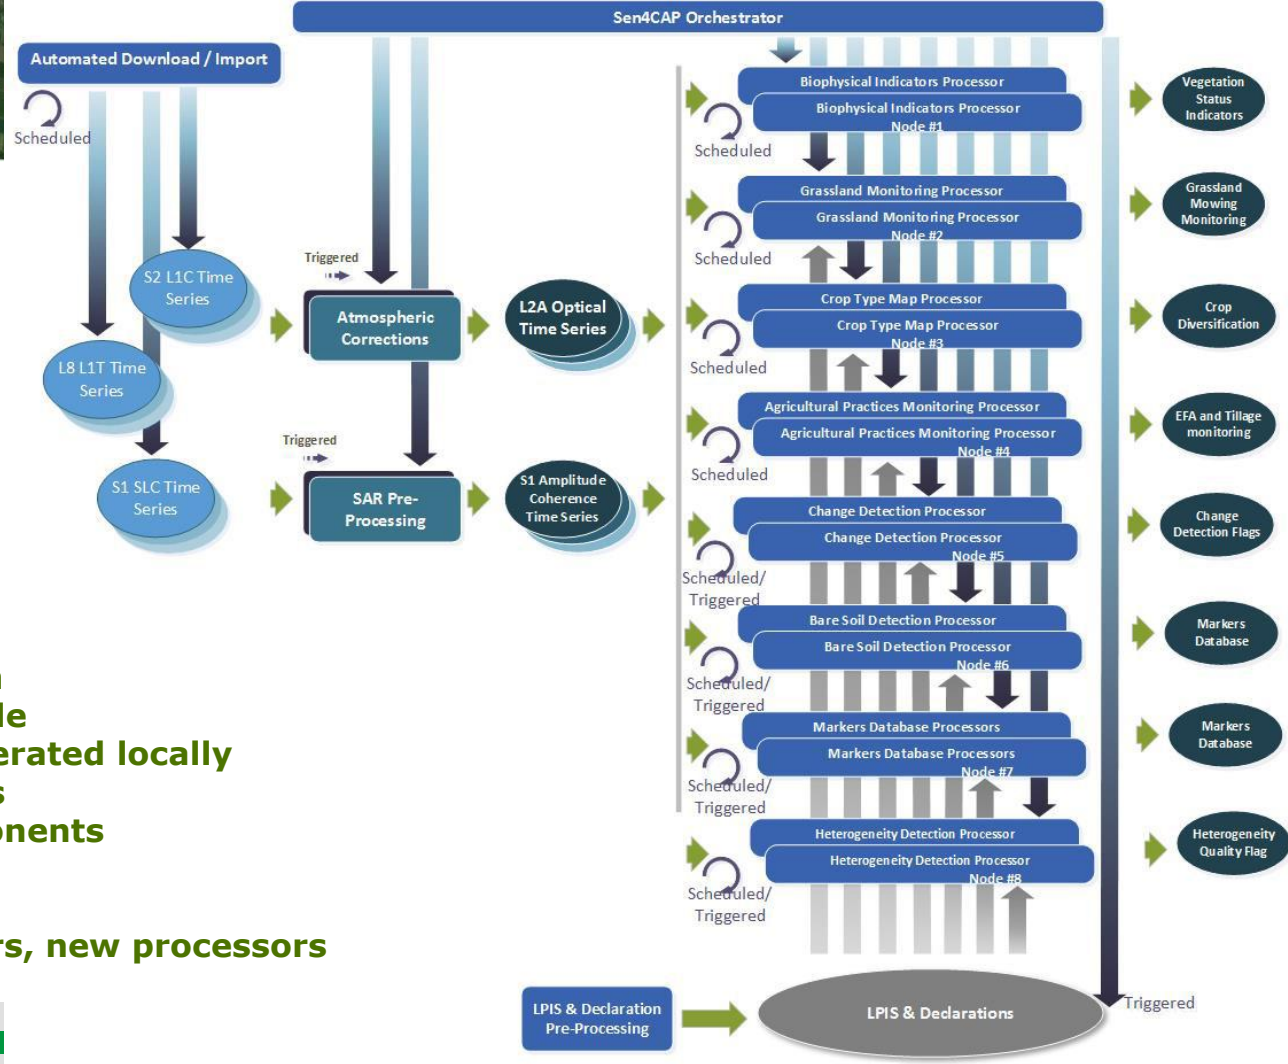 Sen4CAP Orchestrator
Automated Download / Import
Scheduled
S2 L1C Time
Series
L8 L1T Time
Series
S1 SLC Time
Series
Triggered
Atmospheric
Corrections
Triggered
SAR Pre-
Processing
L2A Optical
Time Series
S1 Amplitude
Coherence
Time Series
Biophysical Indicators Processor
Biophysical Indicators Processor
Node #1
Scheduled
Vegetation
Status
Indicators
Grassland Monitoring Processor
Grassland Monitoring Processor
Node #2
Scheduled
Grassland
Mowing
Monitoring
Crop Type Map Processor
Crop Type Map Processor
Node #3
Scheduled
Crop
Diversification
Agricultural Practices Monitoring Processor
Agricultural Practices Monitoring Processor
Node #4
Scheduled
EFA and Tillage
monitoring
Change Detection Processor
Change Detection Processor
Node #5
Scheduled/
Triggered
Change
Detection Flags
Bare Soil Detection Processor
Bare Soil Detection Processor
Node #6
Scheduled/
Triggered
Markers
Database
Markers Database Processors
Markers Database Processors
Node #7
Scheduled/
Triggered
Markers
Database
Heterogeneity Detection Processor
Heterogeneity Detection Processor
Node #8
Scheduled/
Triggered
Heterogeneity
Quality Flag
erated locally
onents
rs, new processors
LPIS & Declaration
Pre-Processing
LPIS & Declarations
Triggered